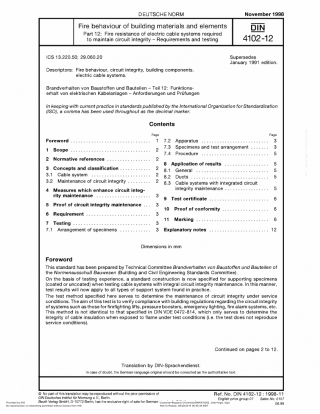 DEUTSCHE NORM
November 1998
Fire behaviour of building materials and elements
Part 12: Fire resistance of electric cable systems required
to maintain circuit integrity – Requirements and testing
DIN
4102-12
ICS 13.220.50; 29.060.20
Supersedes
January 1991 edition.
Descriptors: Fire behaviour, circuit integrity, building components,
electric cable systems.
Brandverhalten von Baustoffen und Bauteilen – Teil 12: Funktions-
erhalt von elektrischen Kabelanlagen – Anforderungen und Prüfungen
In keeping with current practice in standards published by the International Organization for Standardization
(ISO), a comma has been used throughout as the decimal marker.
Contents
Page
Foreword 1
1 Scope 2
2 Normative references 2
3 Concepts and classification 2
3.1 Cable system 2
3.2 Maintenance of circuit integrity 2
4 Measures which enhance circuit integ-
rity maintenance 3
5 Proof of circuit integrity maintenance 3
6 Requirement 3
7 Testing 3
7.1 Arrangement of specimens 3
Page
7.2 Apparatus 3
7.3 Specimens and test arrangement 3
7.4 Procedure 5
8 Application of results 5
8.1 General 5
8.2 Ducts 5
8.3 Cable systems with integrated circuit
integrity maintenance 5
9 Test certificate 6
10 Proof of conformity 6
11 Marking 6
Explanatory notes 12
Dimensions in mm
Foreword
This standard has been prepared by Technical Committee Brandverhalten von Baustoffen und Bauteilen of
the Normenausschuß Bauwesen (Building and Civil Engineering Standards Committee).
On the basis of testing experience, a standard construction is now specified for supporting specimens
(coated or uncoated) when testing cable systems with integral circuit integrity maintenance. In this manner,
test results will now apply to all types of support system found in practice.
The test method specified here serves to determine the maintenance of circuit integrity under service
conditions. The aim of this test is to verify compliance with building regulations regarding the circuit integrity
of systems such as these for firefighting lifts, pressure boosters, emergency lighting, fire alarm systems, etc.
This method is not identical to that specified in DIN VDE 0472-814, which only serves to determine the
integrity of cable insulation when exposed to flame under test conditions (i.e. the test does not reproduce
service conditions).
Continued on pages 2 to 12.
Translation by DIN-Sprachendienst.
In case of doubt, the German-language original should be consulted as the authoritative text.
© No part of this translation may be reproduced without the prior permission of
DIN Deutsches Institut für Normung e.V., Berlin.
Beuth Verlag GmbH, D-10772 Berlin, has the exclusive right of sale for German
Ref. No. DIN 4102-12 : 1998-11